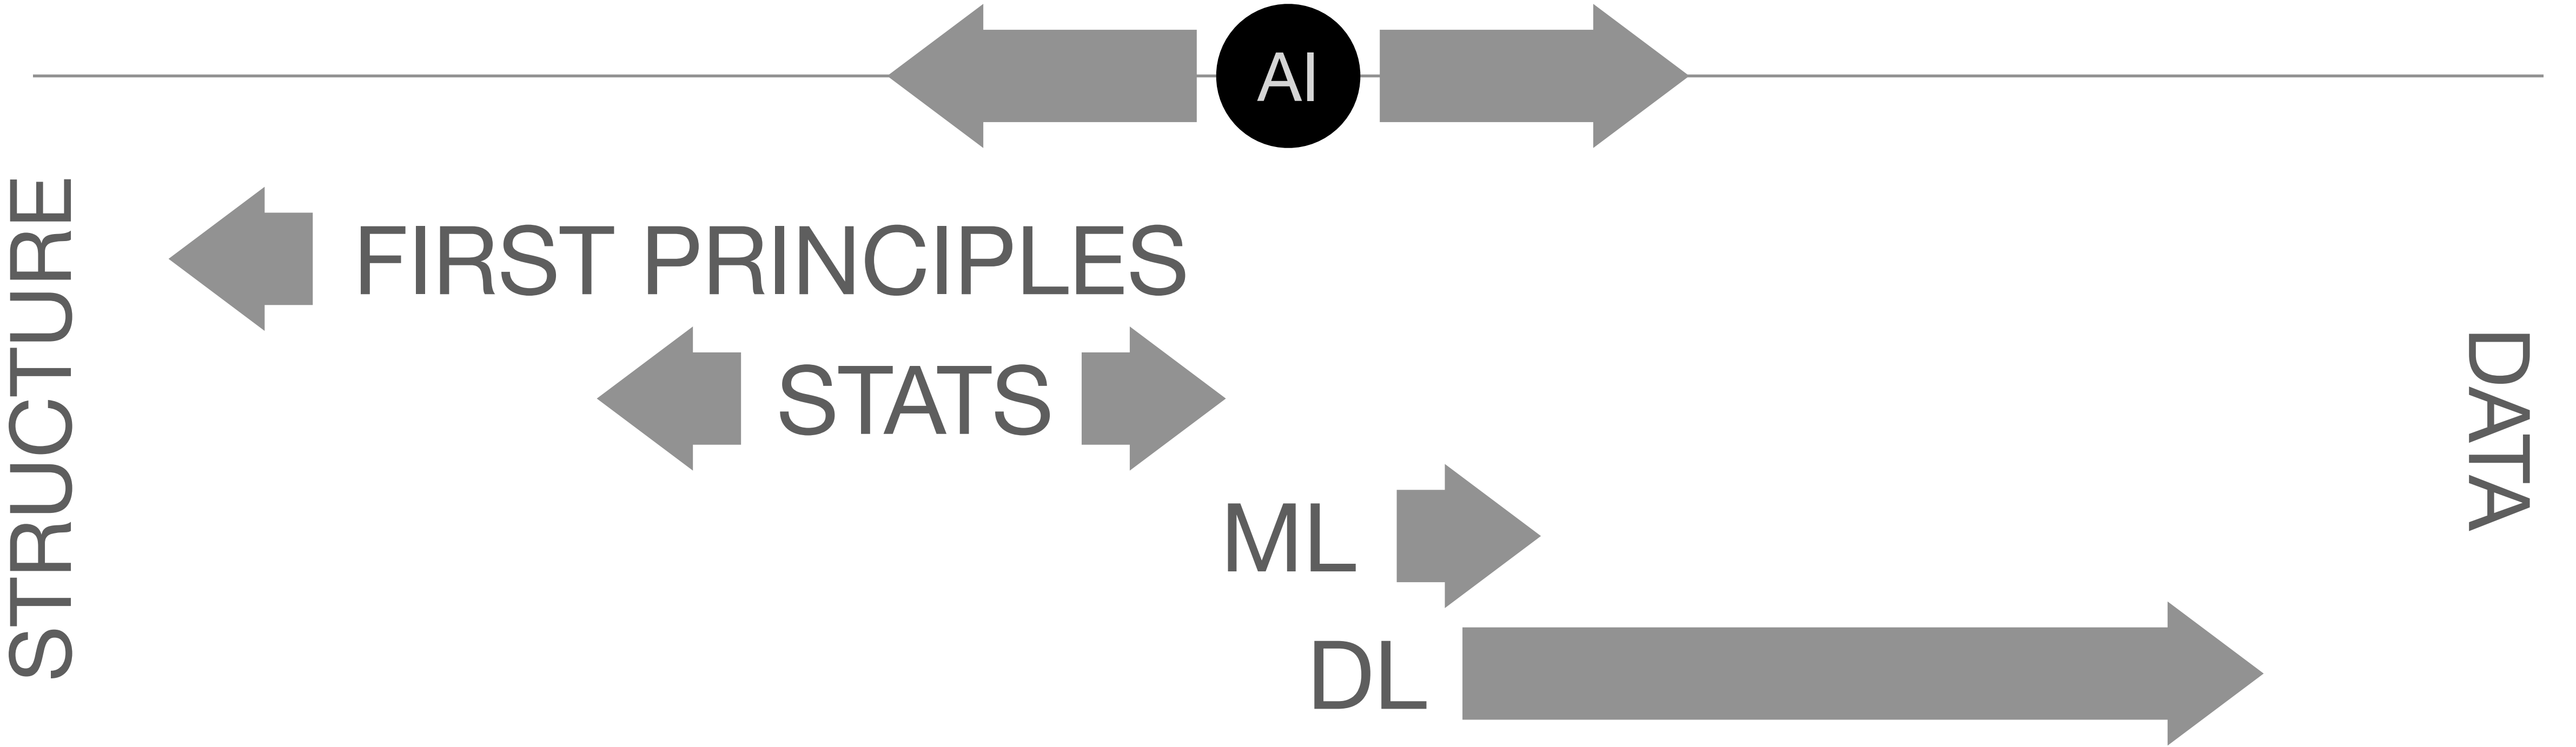 AI
STRUCTURE
FIRST PRINCIPLES
STATS
ML
DL
DATA